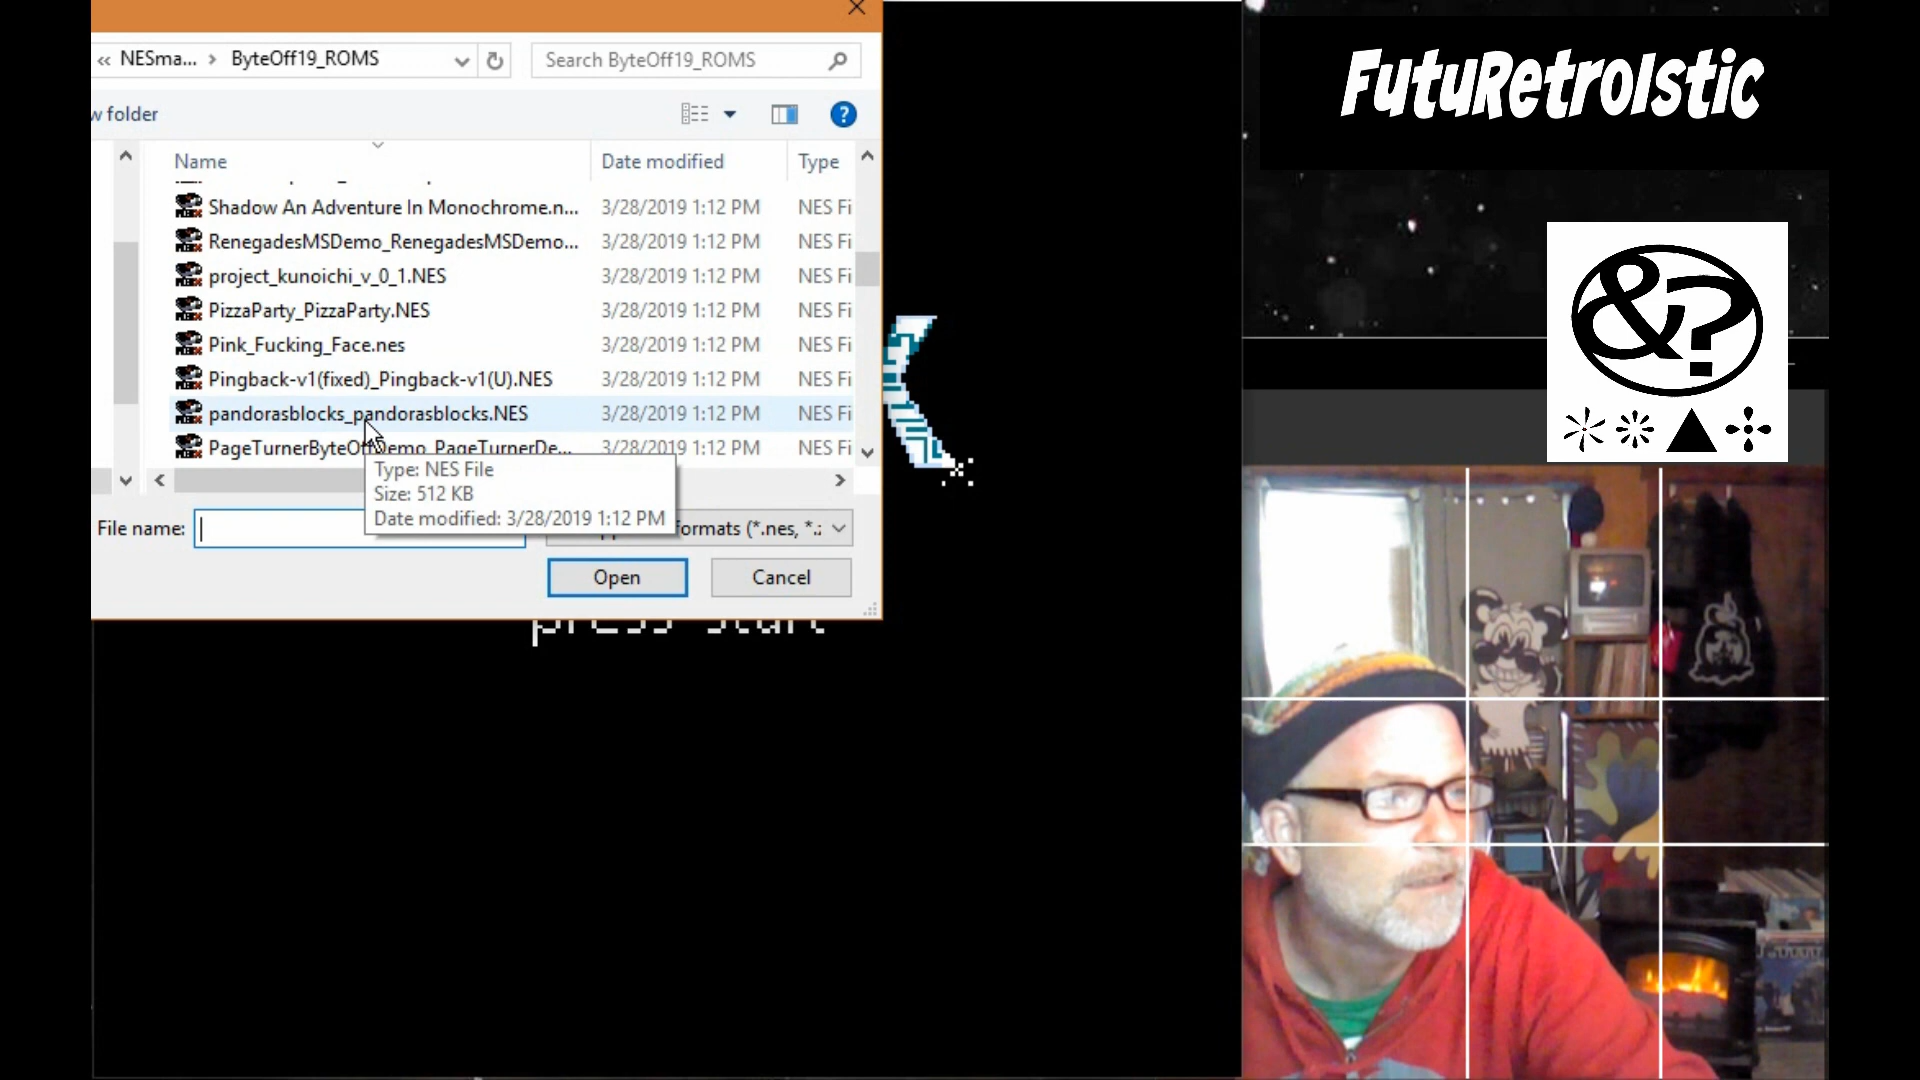 « NESma... > ByteOff19_ROMS
Search ByteOff19_ROMS
w folder
Name
Date modified
Type
Shadow An Adventure In Monochrome.n... 3/28/2019 1:12 PM NES Fi
RenegadesMSDemo_RenegadesMSDemo... 3/28/2019 1:12 PM NES Fi
project_kunoichi_v_0_1.NES 3/28/2019 1:12 PM NES Fi
PizzaParty_PizzaParty.NES 3/28/2019 1:12 PM NES Fi
Pink_Fucking_Face.nes 3/28/2019 1:12 PM NES Fi
Pingback-v1(fixed)_Pingback-v1(U).NES 3/28/2019 1:12 PM NES Fi
pandorasblocks_pandorasblocks.NES 3/28/2019 1:12 PM NES Fi
PageTurnerByteOffDemo_PageTurnerDe... 3/28/2019 1:12 PM NES Fi
Type: NES File
Size: 512 KB
Date modified: 3/28/2019 1:12 PM
File name:
formats (*.nes, *.:
Open
Cancel
press start
FutuRetroIstic
&?